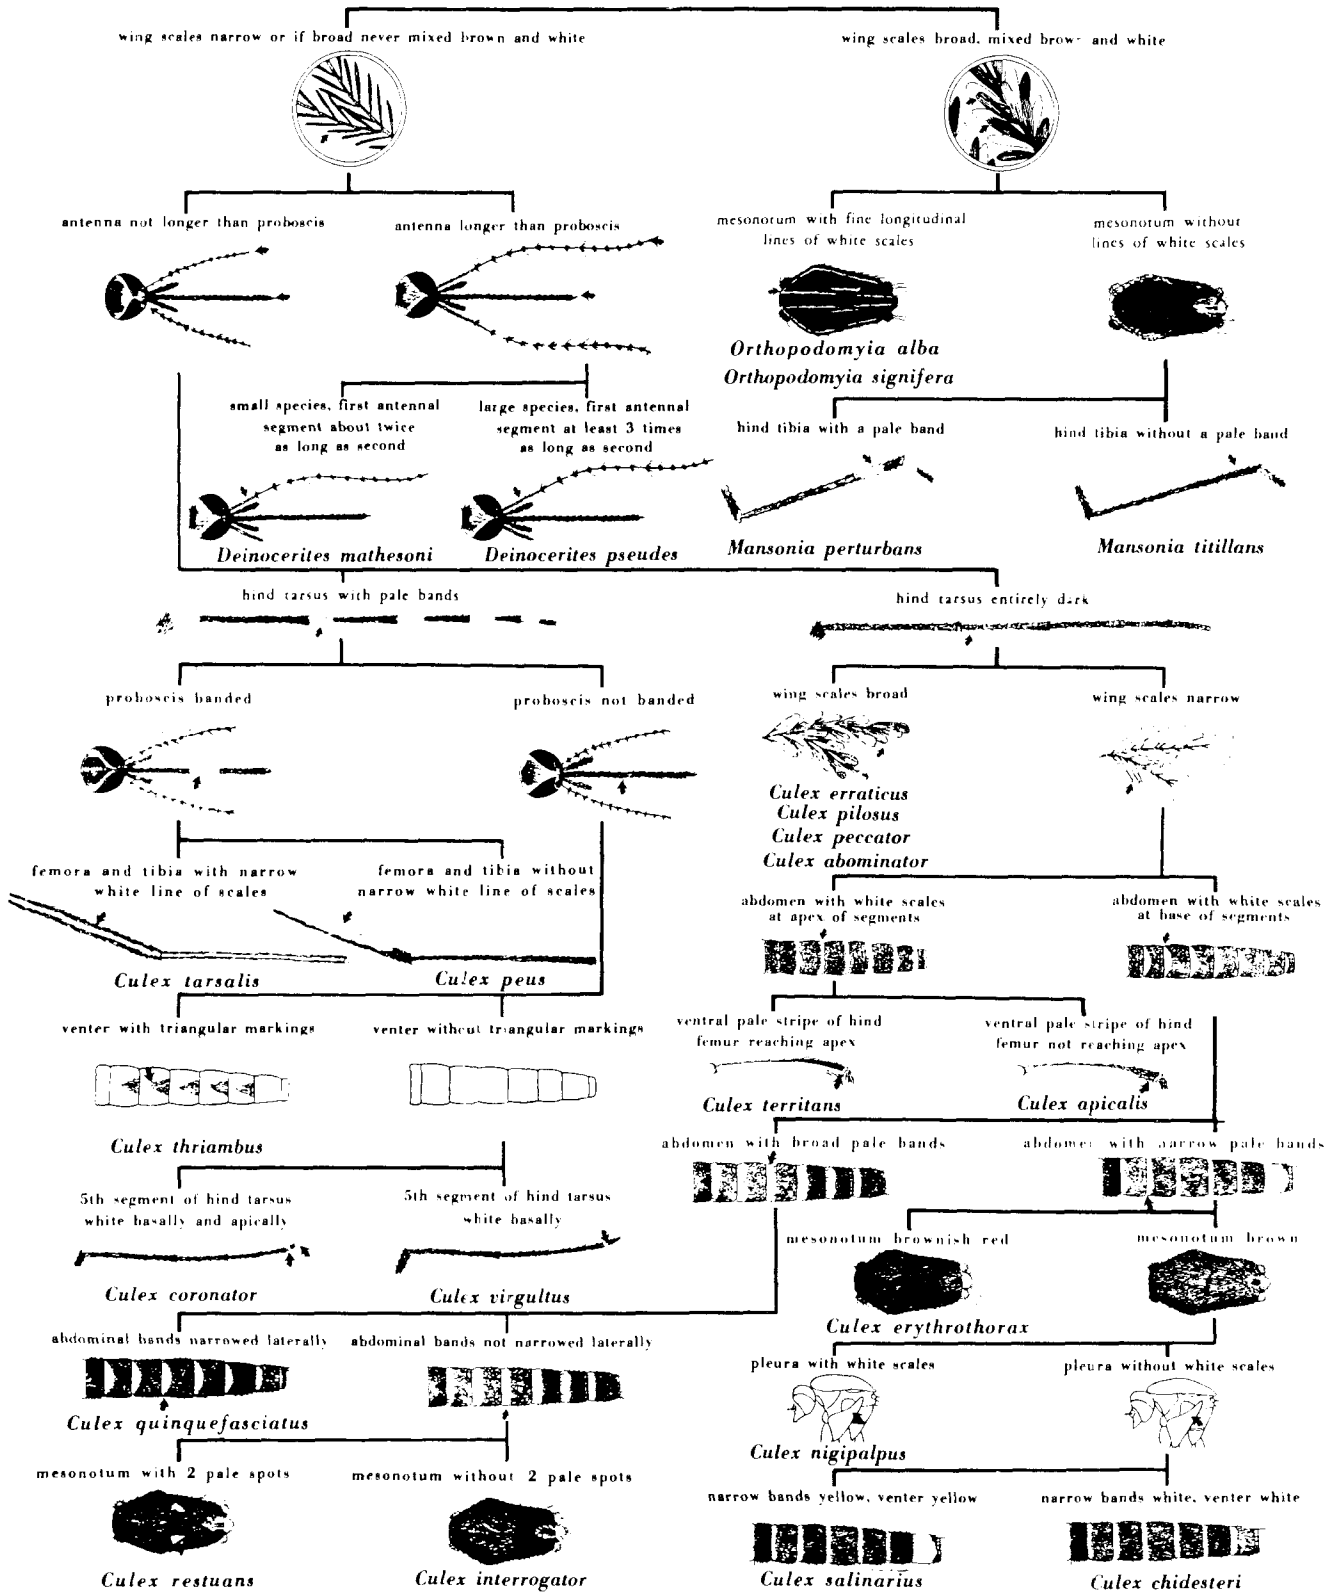 wing scales narrow or if broad never mixed brown and white
wing scales broad, mixed brow and white
antenna not longer than proboscis
antenna longer than proboscis
mesonotum with fine longitudinal
lines of white scales
mesonotum without
lines of white scales
Orthopodomyia alba
Orthopodomyia signifera
small species, first antennal
segment about twice
as long as second
large species, first antennal
segment at least 3 times
as long as second
hind tibia with a pale band
hind tibia without a pale band
Deinocerites mathesoni
Deinocerites pseudes
Mansonia perturbans
Mansonia titillans
hind tarsus with pale bands
hind tarsus entirely dark
proboscis banded
proboscis not banded
wing scales broad
wing scales narrow
Culex erraticus
Culex pilosus
Culex peccator
Culex abominator
femora and tibia with narrow
white line of scales
femora and tibia without
narrow white line of scales
Culex tarsalis
Culex peus
abdomen with white scales
at apex of segments
abdomen with white scales
at base of segments
venter with triangular markings
venter without triangular markings
ventral pale stripe of hind
femur reaching apex
ventral pale stripe of hind
femur not reaching apex
Culex territans
Culex apicalis
Culex thriambus
abdomen with broad pale bands
abdomen with narrow pale bands
5th segment of hind tarsus
white basally and apically
5th segment of hind tarsus
white basally
Culex coronator
Culex virgultus
mesonotum brownish red
mesonotum brown
Culex erythrothorax
abdominal bands narrowed laterally
abdominal bands not narrowed laterally
Culex quinquefasciatus
pleura with white scales
pleura without white scales
Culex nigipalpus
mesonotum with 2 pale spots
mesonotum without 2 pale spots
Culex restuans
Culex interrogator
narrow bands yellow, venter yellow
narrow bands white, venter white
Culex salinarius
Culex chidesteri